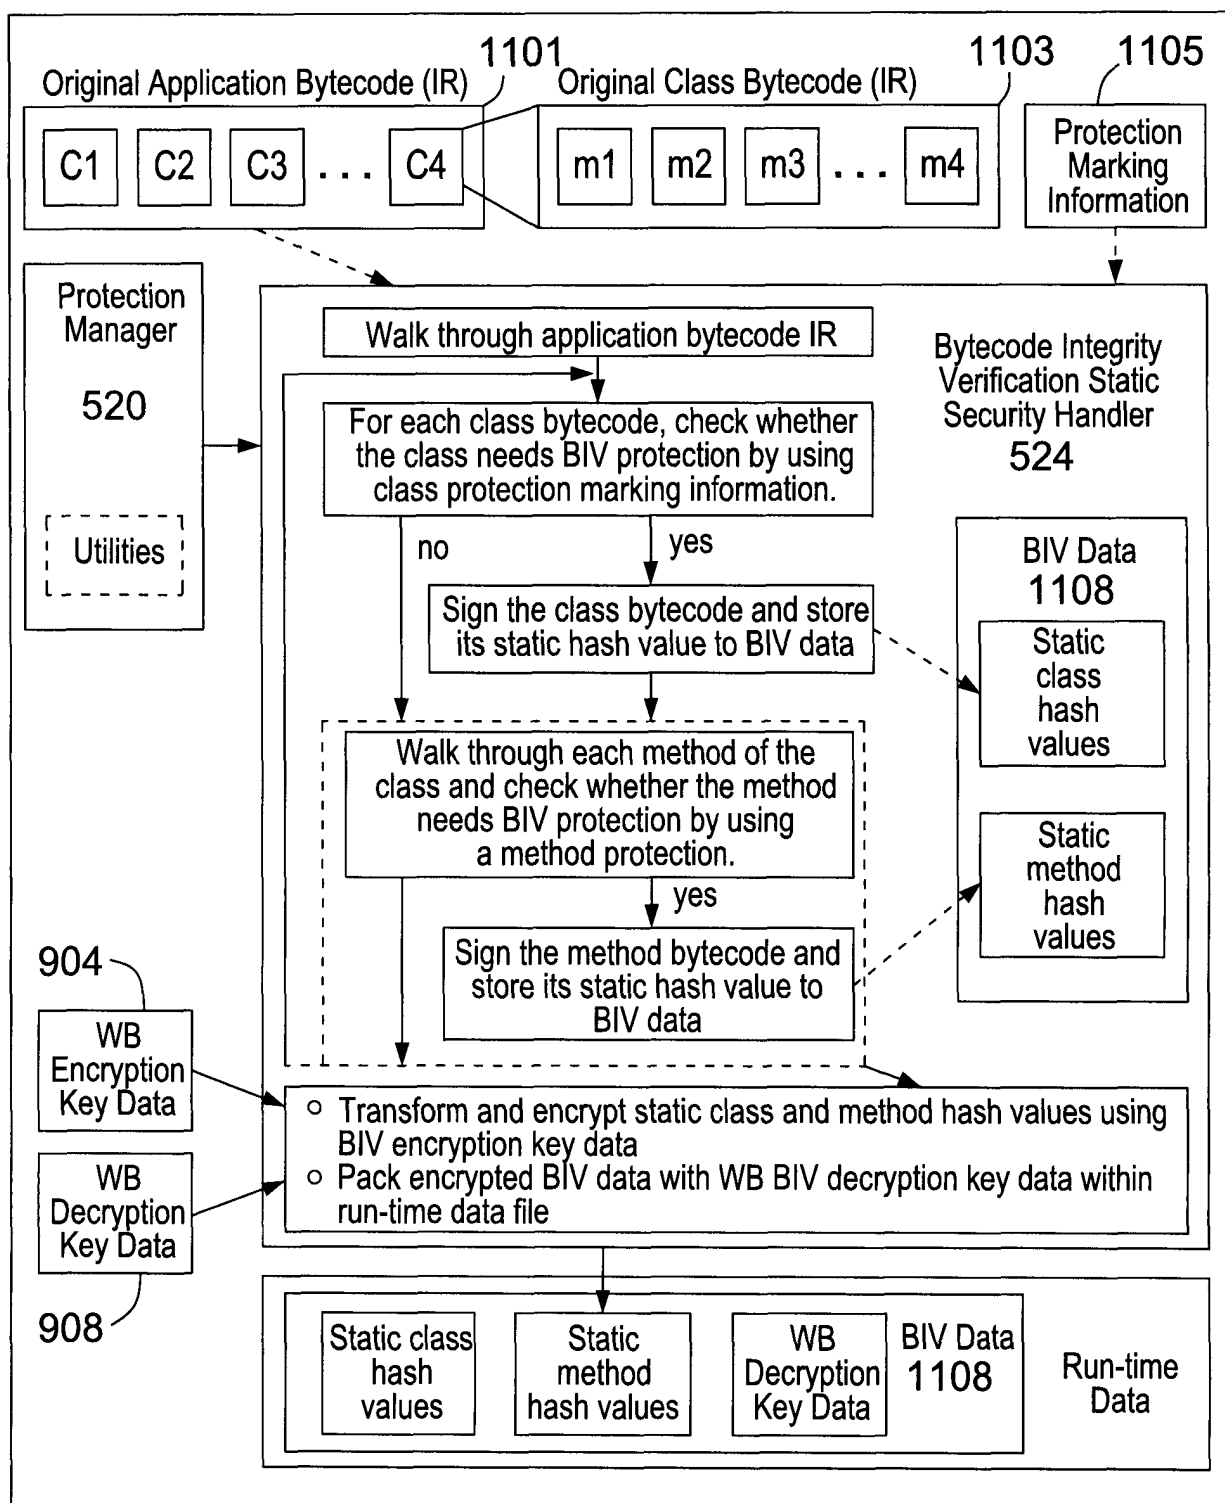 1101
1103
1105
Original Application Bytecode (IR)
Original Class Bytecode (IR)
C1
C2
C3
. . .
C4
m1
m2
m3
. . .
m4
Protection
Marking
Information
Protection
Manager
520
Utilities
Walk through application bytecode IR
Bytecode Integrity
Verification Static
Security Handler
524
For each class bytecode, check whether
the class needs BIV protection by using
class protection marking information.
no
yes
Sign the class bytecode and store
its static hash value to BIV data
BIV Data
1108
Static
class
hash
values
Walk through each method of the
class and check whether the method
needs BIV protection by using
a method protection.
yes
Static
method
hash
values
Sign the method bytecode and
store its static hash value to
BIV data
904
WB
Encryption
Key Data
WB
Decryption
Key Data
908
○ Transform and encrypt static class and method hash values using
BIV encryption key data
○ Pack encrypted BIV data with WB BIV decryption key data within
run-time data file
Static class
hash
values
Static
method
hash values
WB
Decryption
Key Data
BIV Data
1108
Run-time
Data